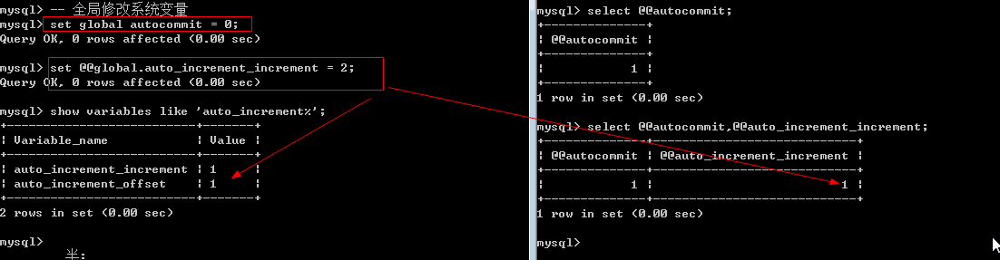 mysql> -- 全局修改系统变量
mysql> set global autocommit = 0;
Query OK, 0 rows affected (0.00 sec)
mysql> set @@global.auto_increment_increment = 2;
Query OK, 0 rows affected (0.00 sec)
mysql> show variables like 'auto_increment%';
+--------------------------+-------+
¦ Variable_name            ¦ Value ¦
+--------------------------+-------+
¦ auto_increment_increment ¦ 1     ¦
¦ auto_increment_offset    ¦ 1     ¦
+--------------------------+-------+
2 rows in set (0.00 sec)
mysql>
半:
mysql> select @@autocommit;
+--------------+
¦ @@autocommit ¦
+--------------+
¦            1 ¦
+--------------+
1 row in set (0.00 sec)
mysql> select @@autocommit,@@auto_increment_increment;
+--------------+----------------------------+
¦ @@autocommit ¦ @@auto_increment_increment ¦
+--------------+----------------------------+
¦            1 ¦                          1 ¦
+--------------+----------------------------+
1 row in set (0.00 sec)
mysql>